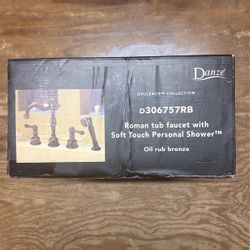 Danze
OPULENCE™ COLLECTION
D306757RB
Roman tub faucet with
Soft Touch Personal Shower™
Oil rub bronze